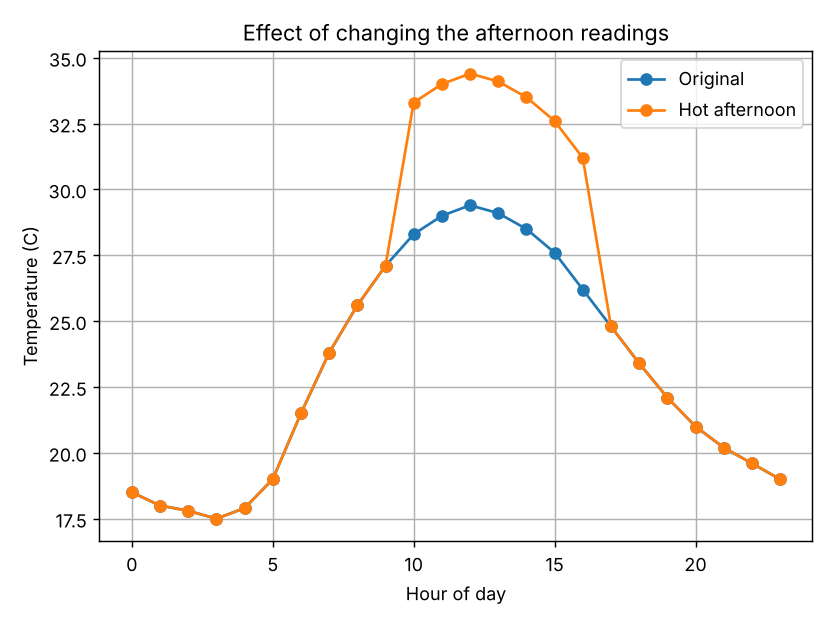 Effect of changing the afternoon readings
Original
Hot afternoon
35.0
32.5
30.0
27.5
25.0
22.5
20.0
17.5
Temperature (C)
0 5 10 15 20
Hour of day